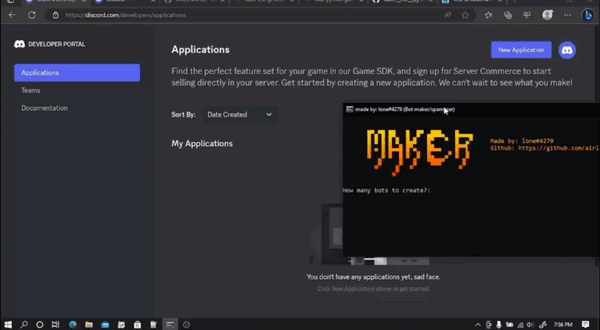 https://discord.com/developers/applications
DEVELOPER PORTAL
Applications
Teams
Documentation
Applications
New Application
Find the perfect feature set for your game in our Game SDK, and sign up for Server Commerce to start
selling directly in your server. Get started by creating a new application. We can't wait to see what you make!
Sort By:
Date Created
My Applications
made by: lone#4279 (Bot maker/
MAKER
Made by: lone#4279
Github: https://github.com/airi
How many bots to create?:
You don't have any applications yet, sad face.
Click New Application above to get started.
7:56 PM